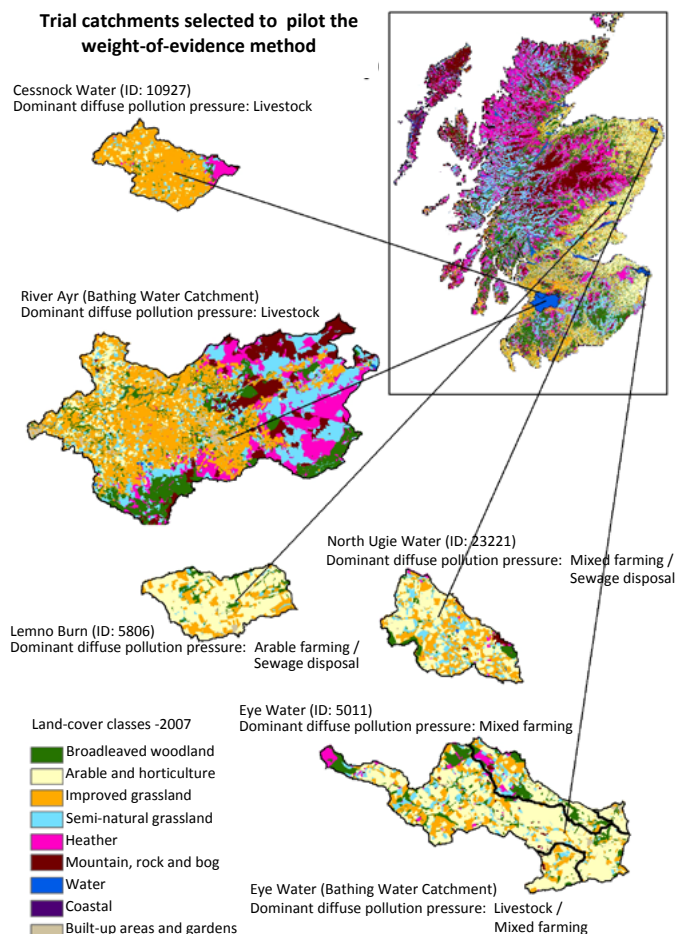 Trial catchments selected to pilot the
weight-of-evidence method
Cessnock Water (ID: 10927)
Dominant diffuse pollution pressure: Livestock
River Ayr (Bathing Water Catchment)
Dominant diffuse pollution pressure: Livestock
North Ugie Water (ID: 23221)
Dominant diffuse pollution pressure: Mixed farming /
Sewage disposal
Lemno Burn (ID: 5806)
Dominant diffuse pollution pressure: Arable farming /
Sewage disposal
Eye Water (ID: 5011)
Dominant diffuse pollution pressure: Mixed farming
Land-cover classes -2007
Broadleaved woodland
Arable and horticulture
Improved grassland
Semi-natural grassland
Heather
Mountain, rock and bog
Water
Coastal
Built-up areas and gardens
Eye Water (Bathing Water Catchment)
Dominant diffuse pollution pressure: Livestock /
Mixed farming